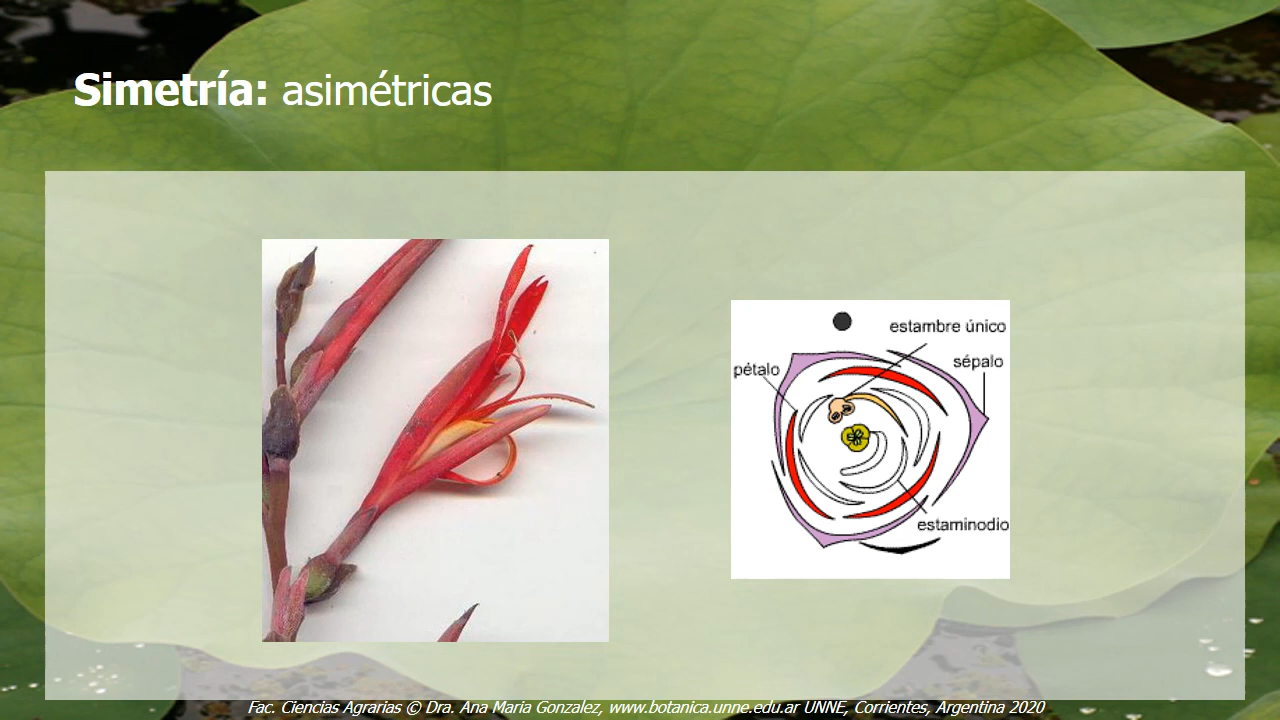 Simetría: asimétricas
estambre único
sépalo
pétalo
estaminodio
Fac. Ciencias Agrarias © Dra. Ana Maria Gonzalez, www.botanica.unne.edu.ar UNNE, Corrientes, Argentina 2020